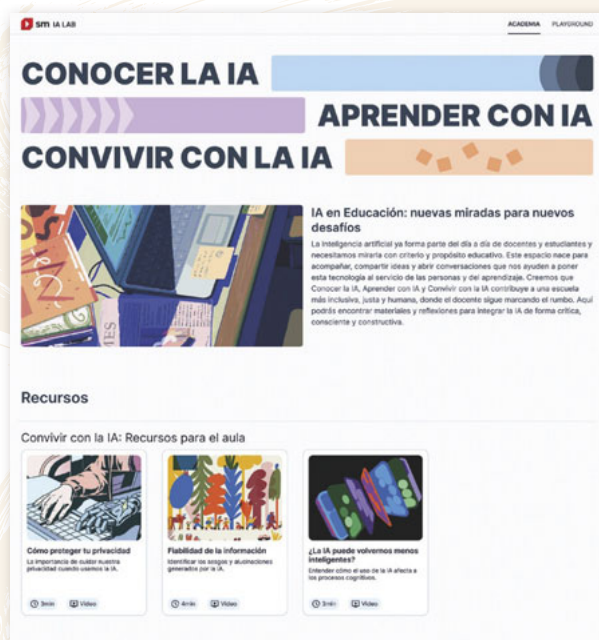 sm IA LAB
ACADEMIA PLAYGROUND
CONOCER LA IA
APRENDER CON IA
CONVIVIR CON LA IA
IA en Educación: nuevas miradas para nuevos
desafíos
La inteligencia artificial ya forma parte del día a día de docentes y estudiantes y
necesitamos mirarla con criterio y propósito educativo. Este espacio nace para
acompañar, compartir ideas y abrir conversaciones que nos ayuden a poner
esta tecnología al servicio de las personas y del aprendizaje. Creemos que
Conocer la IA, Aprender con IA y Convivir con la IA contribuye a una escuela
más inclusiva, justa y humana, donde el docente sigue marcando el rumbo. Aquí
podrás encontrar materiales y reflexiones para integrar la IA de forma crítica,
consciente y constructiva.
Recursos
Convivir con la IA: Recursos para el aula
Cómo proteger tu privacidad
La importancia de cuidar nuestra
privacidad cuando usamos la IA.
3min Vídeo
Fiabilidad de la información
Identificar los sesgos y alucinaciones
generados por la IA.
4min Vídeo
¿La IA puede volvernos menos
inteligentes?
Entender cómo el uso de la IA afecta a
los procesos cognitivos.
3min Vídeo